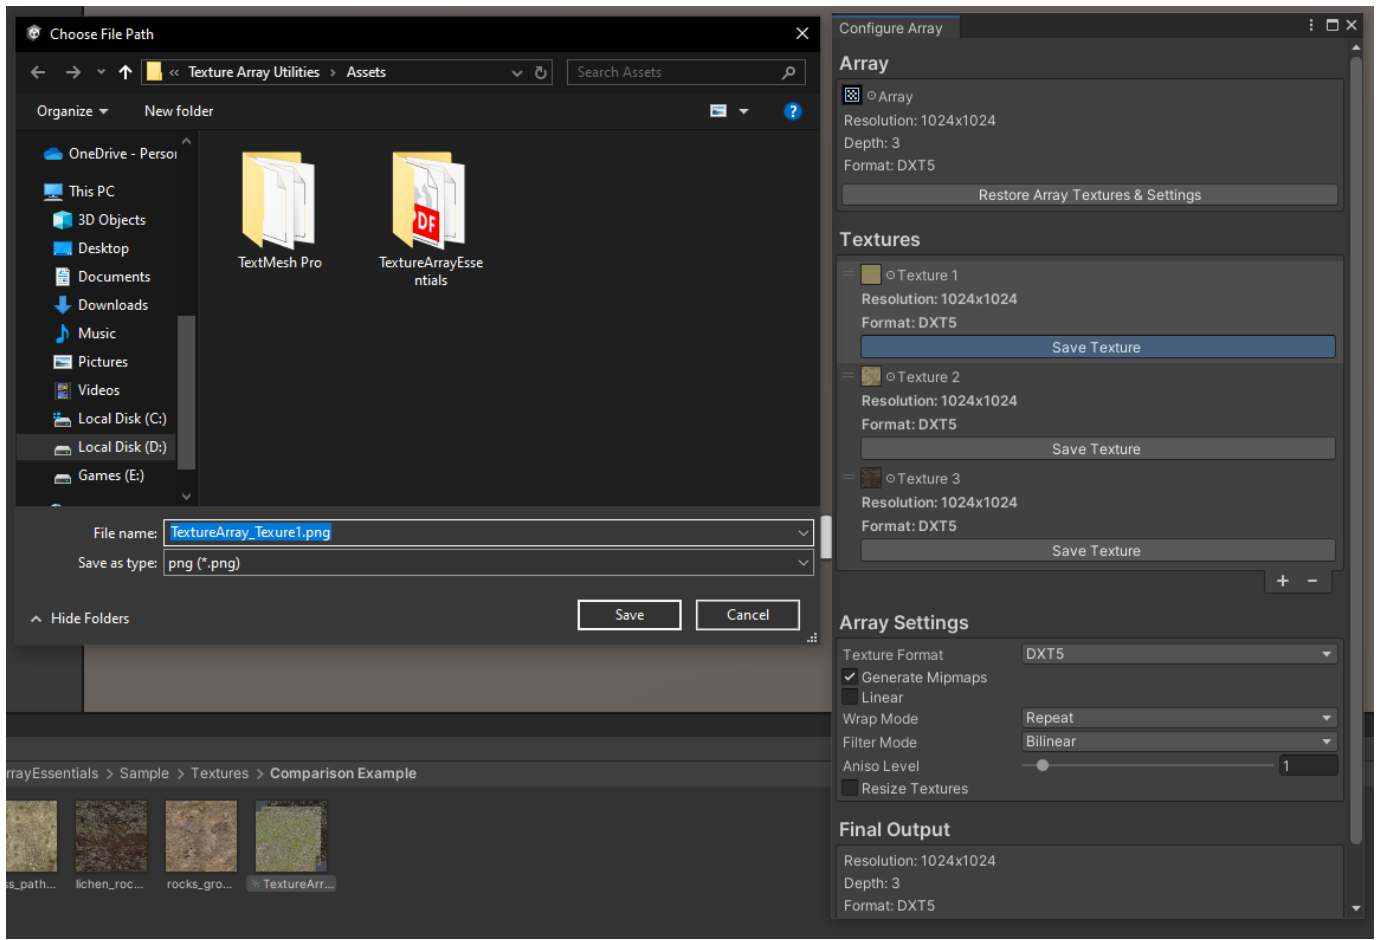 Choose File Path
« Texture Array Utilities > Assets
Search Assets
Organize
New folder
?
OneDrive - Person
This PC
3D Objects
Desktop
Documents
Downloads
Music
Pictures
Videos
Local Disk (C:)
Local Disk (D:)
Games (E:)
TextMesh Pro
PDF
TextureArrayEsse
ntials
File name: TextureArray_Texure1.png
Save as type: png (*.png)
Hide Folders
Save
Cancel
Configure Array
Array
Array
Resolution: 1024x1024
Depth: 3
Format: DXT5
Restore Array Textures & Settings
Textures
Texture 1
Resolution: 1024x1024
Format: DXT5
Save Texture
Texture 2
Resolution: 1024x1024
Format: DXT5
Save Texture
Texture 3
Resolution: 1024x1024
Format: DXT5
Save Texture
+ −
Array Settings
Texture Format DXT5
Generate Mipmaps
Linear
Wrap Mode Repeat
Filter Mode Bilinear
Aniso Level 1
Resize Textures
Final Output
Resolution: 1024x1024
Depth: 3
Format: DXT5
rrayEssentials > Sample > Textures > Comparison Example
ss_path...
lichen_roc...
rocks_gro...
TextureArr...